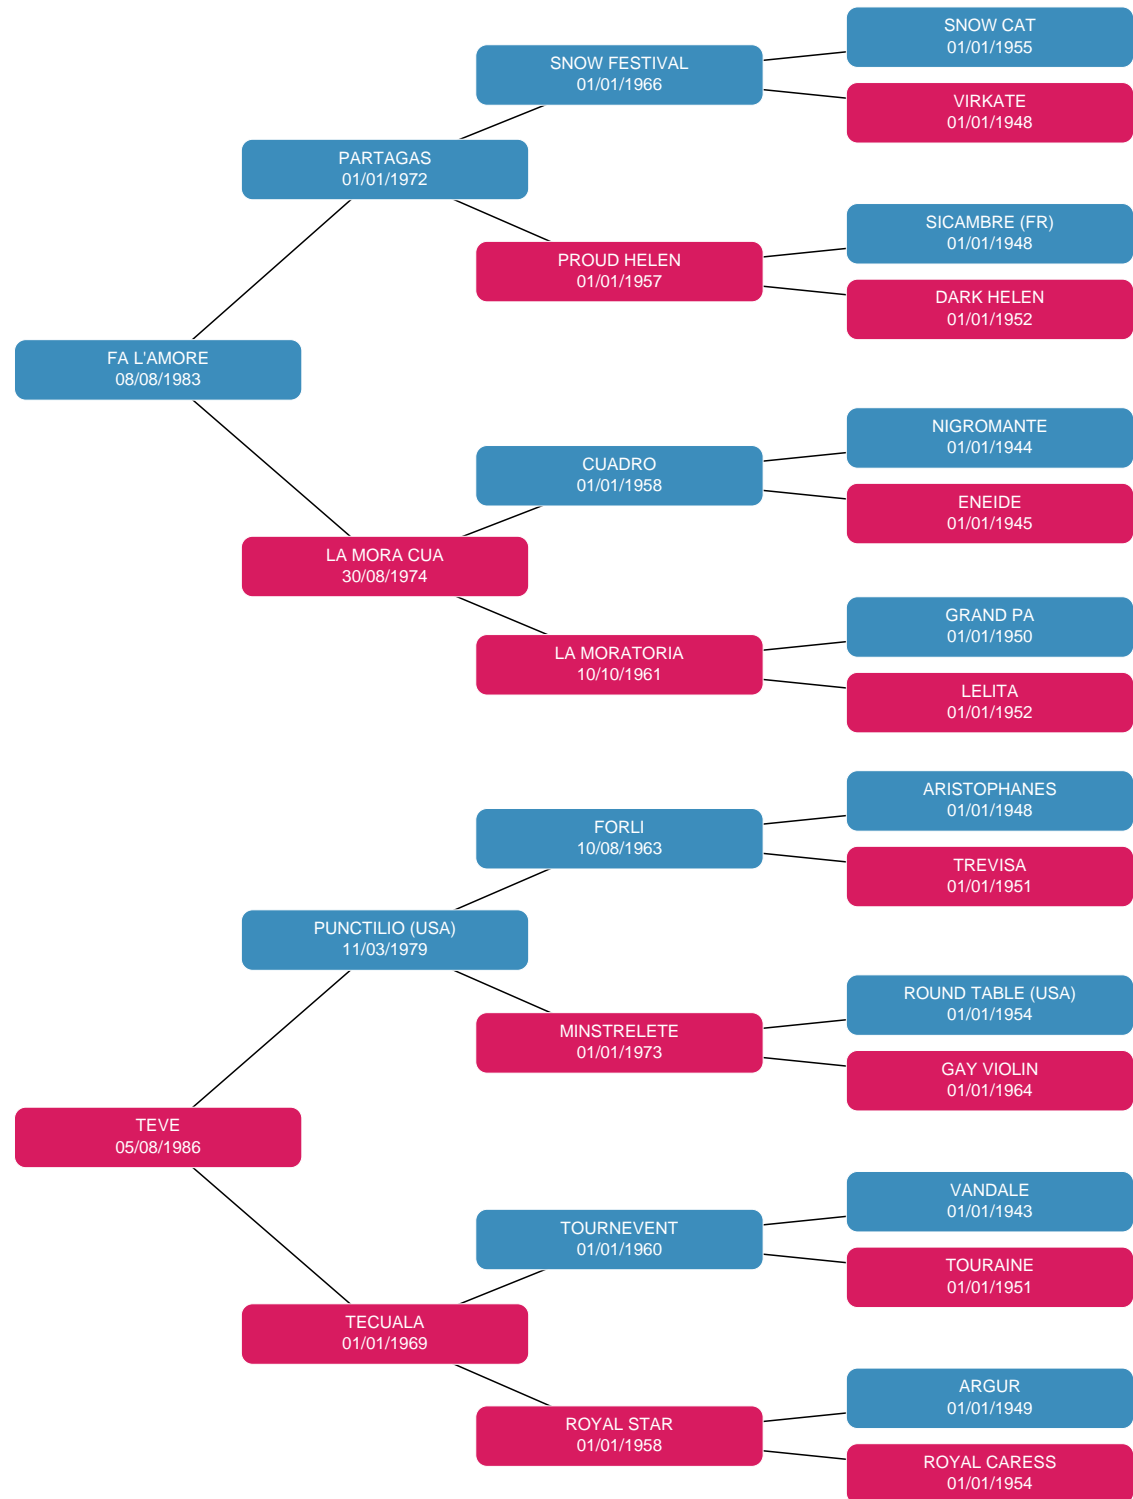 SNOW CAT
01/01/1955
SNOW FESTIVAL
01/01/1966
VIRKATE
01/01/1948
PARTAGAS
01/01/1972
SICAMBRE (FR)
01/01/1948
PROUD HELEN
01/01/1957
DARK HELEN
01/01/1952
FA L'AMORE
08/08/1983
NIGROMANTE
01/01/1944
CUADRO
01/01/1958
ENEIDE
01/01/1945
LA MORA CUA
30/08/1974
GRAND PA
01/01/1950
LA MORATORIA
10/10/1961
LELITA
01/01/1952
ARISTOPHANES
01/01/1948
FORLI
10/08/1963
TREVISA
01/01/1951
PUNCTILIO (USA)
11/03/1979
ROUND TABLE (USA)
01/01/1954
MINSTRELETE
01/01/1973
GAY VIOLIN
01/01/1964
TEVE
05/08/1986
VANDALE
01/01/1943
TOURNEVENT
01/01/1960
TOURAINE
01/01/1951
TECUALA
01/01/1969
ARGUR
01/01/1949
ROYAL STAR
01/01/1958
ROYAL CARESS
01/01/1954